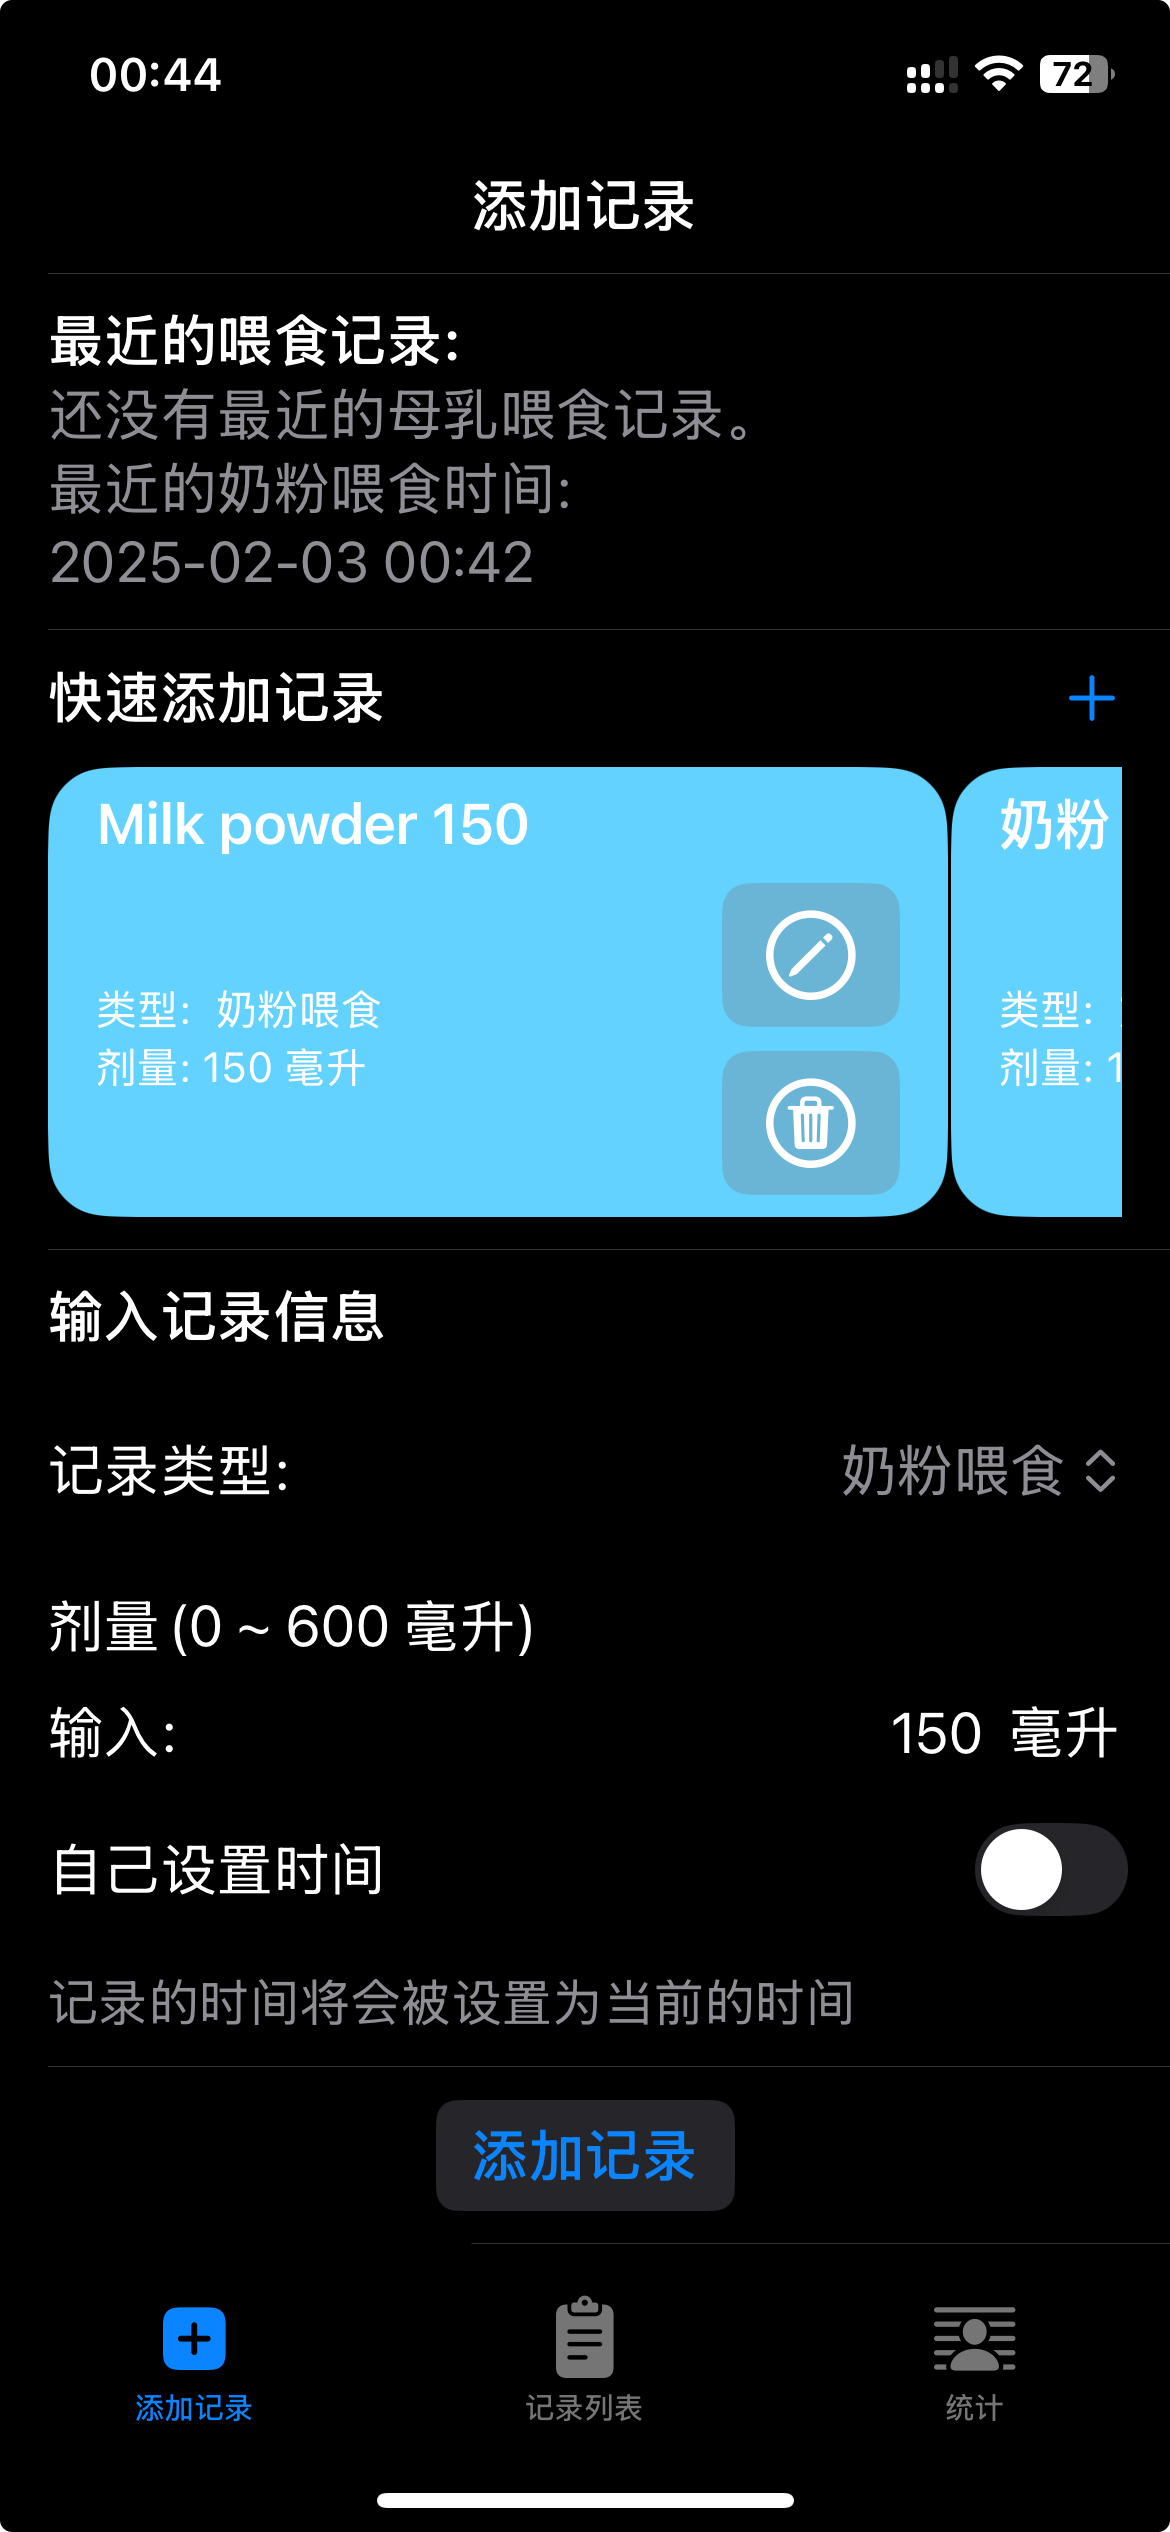 00:44
72
添加记录
最近的喂食记录:
还没有最近的母乳喂食记录。
最近的奶粉喂食时间:
2025-02-03 00:42
快速添加记录
Milk powder 150
类型: 奶粉喂食
剂量: 150 毫升
奶粉
类型:
剂量: 1
输入记录信息
记录类型:
奶粉喂食
剂量 (0 ~ 600 毫升)
输入:
150 毫升
自己设置时间
记录的时间将会被设置为当前的时间
添加记录
添加记录
记录列表
统计